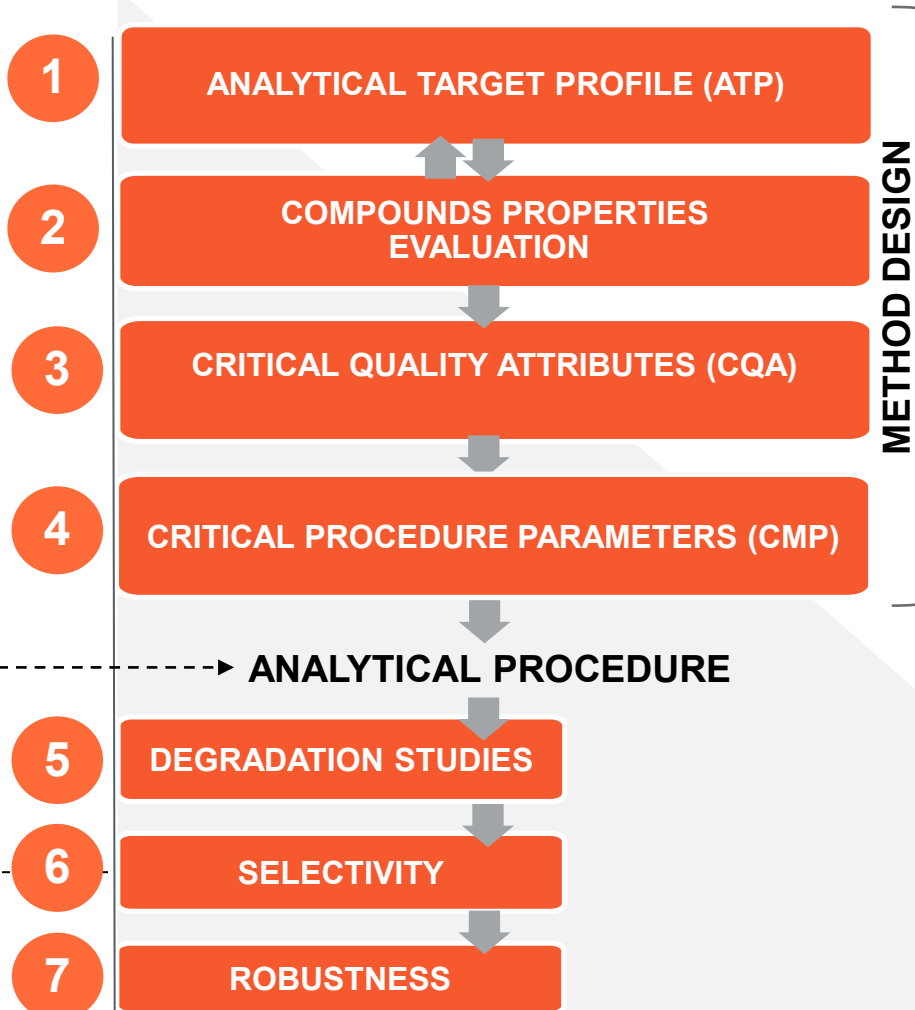 1
ANALYTICAL TARGET PROFILE (ATP)
2
COMPOUNDS PROPERTIES
EVALUATION
3
CRITICAL QUALITY ATTRIBUTES (CQA)
4
CRITICAL PROCEDURE PARAMETERS (CMP)
METHOD DESIGN
ANALYTICAL PROCEDURE
5
DEGRADATION STUDIES
6
SELECTIVITY
7
ROBUSTNESS